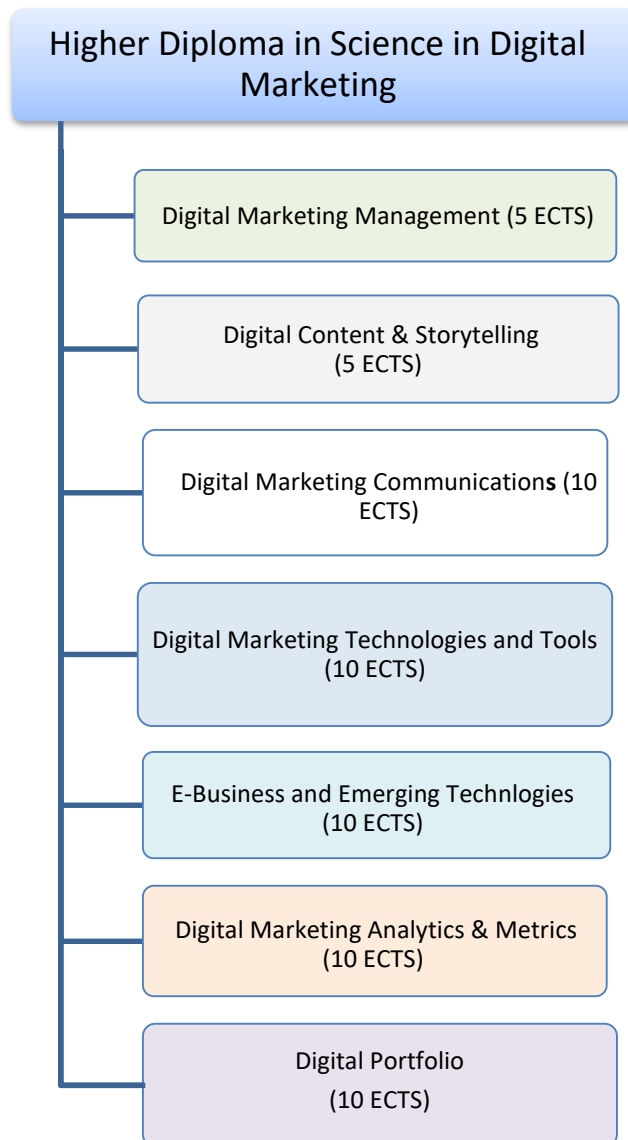 Higher Diploma in Science in Digital
Marketing
Digital Marketing Management (5 ECTS)
Digital Content & Storytelling
(5 ECTS)
Digital Marketing Communications (10
ECTS)
Digital Marketing Technologies and Tools
(10 ECTS)
E-Business and Emerging Technlogies
(10 ECTS)
Digital Marketing Analytics & Metrics
(10 ECTS)
Digital Portfolio
(10 ECTS)